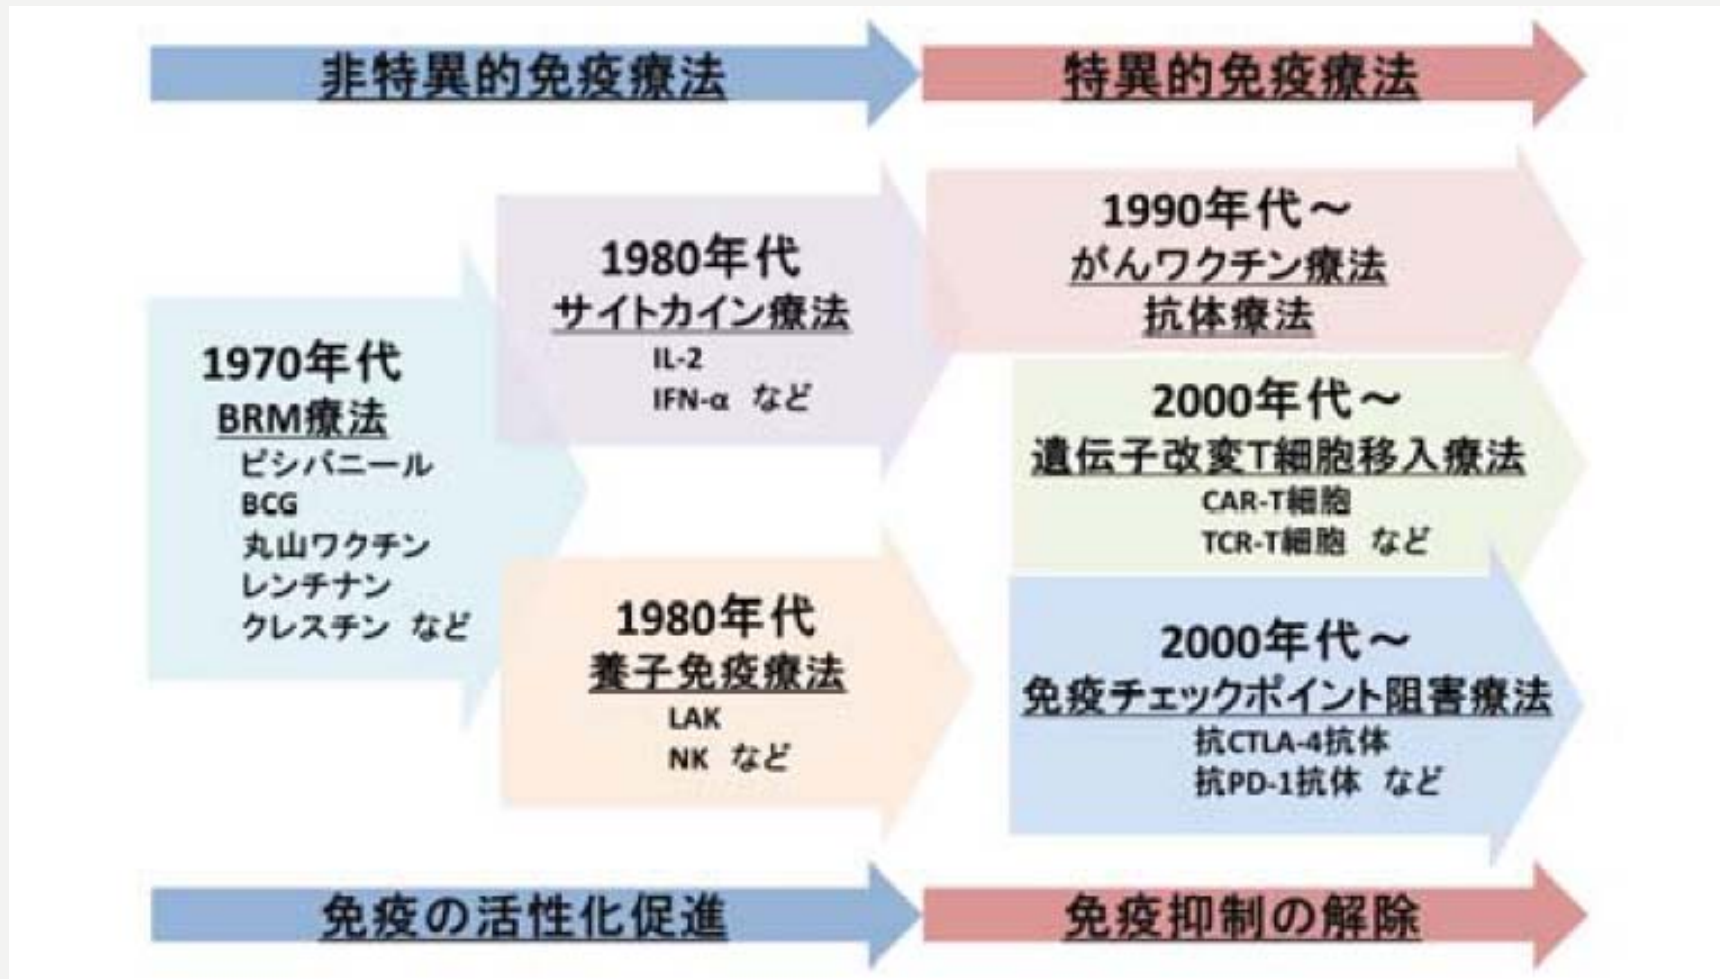 非特異的免疫療法
特異的免疫療法
1970年代
BRM療法
ピシバニール
BCG
丸山ワクチン
レンチナン
クレスチン など
1980年代
サイトカイン療法
IL-2
IFN-α など
1980年代
養子免疫療法
LAK
NK など
1990年代～
がんワクチン療法
抗体療法
2000年代～
遺伝子改変T細胞移入療法
CAR-T細胞
TCR-T細胞 など
2000年代～
免疫チェックポイント阻害療法
抗CTLA-4抗体
抗PD-1抗体 など
免疫の活性化促進
免疫抑制の解除